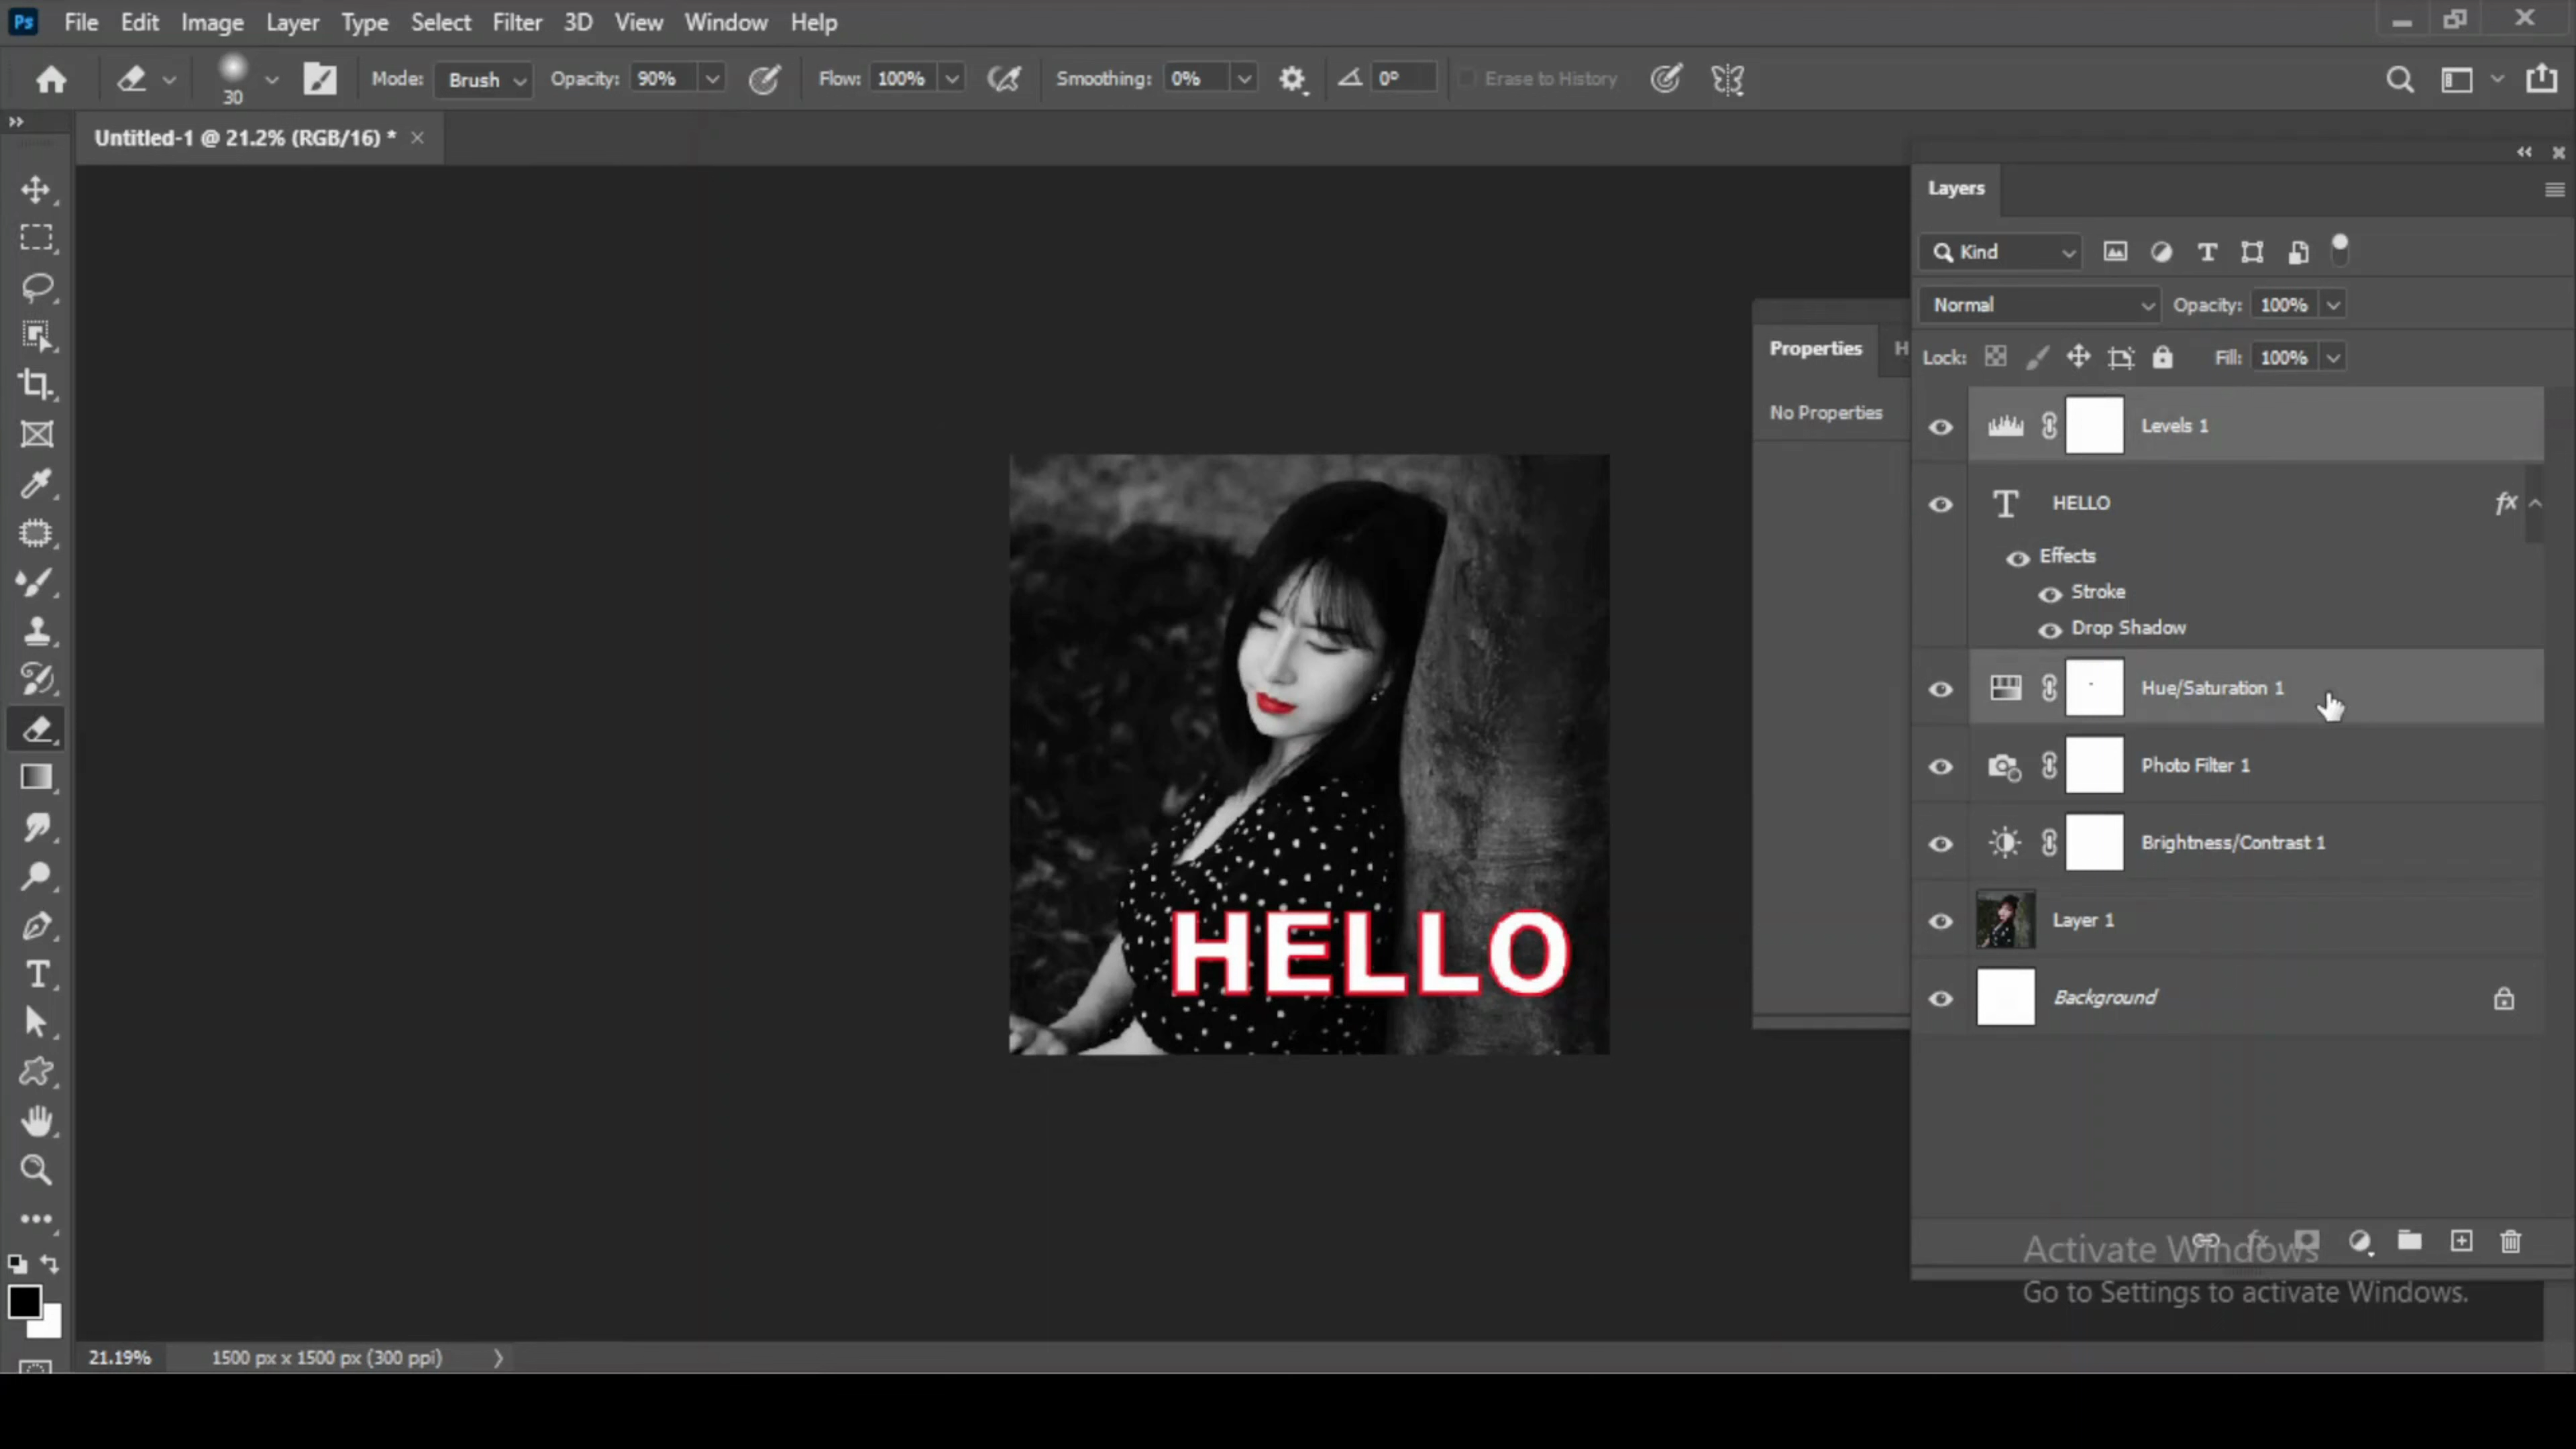 Ps File Edit Image Layer Type Select Filter 3D View Window Help
30 Mode: Brush Opacity: 90% Flow: 100% Smoothing: 0% 0° Erase to History
Untitled-1 @ 21.2% (RGB/16) *
Layers
Kind
Normal Opacity: 100%
Properties H
Lock: Fill: 100%
No Properties
Levels 1
HELLO fx
Effects
Stroke
Drop Shadow
Hue/Saturation 1
Photo Filter 1
Brightness/Contrast 1
Layer 1
Background
HELLO
Activate Windows
Go to Settings to activate Windows.
21.19% 1500 px x 1500 px (300 ppi)